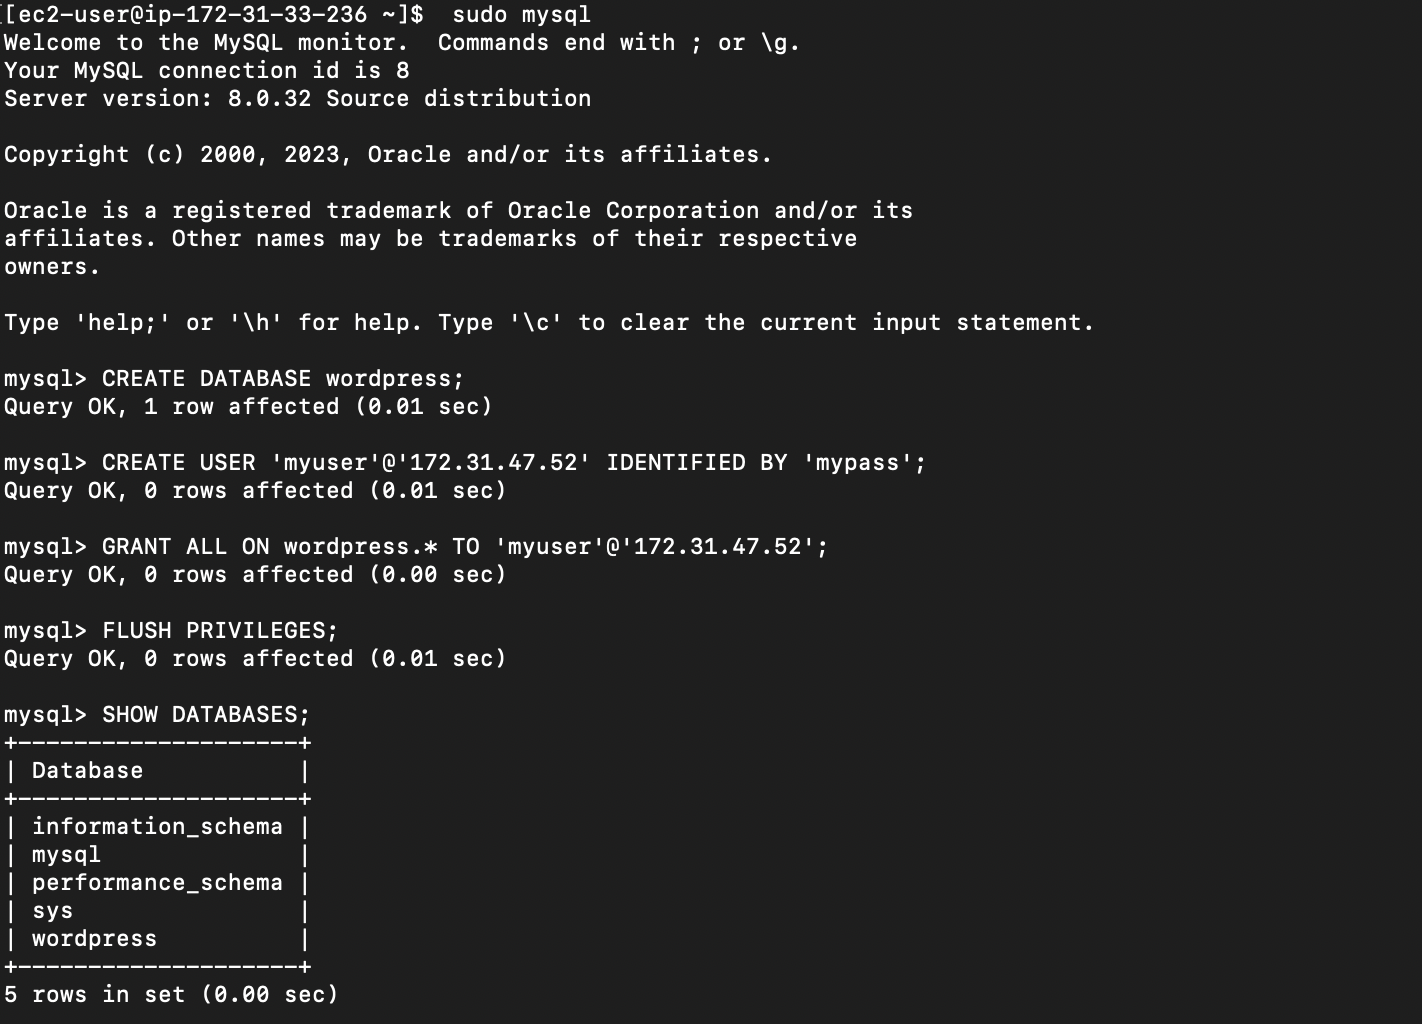 [[ec2-user@ip-172-31-33-236 ~]$  sudo mysql
Welcome to the MySQL monitor.  Commands end with ; or \g.
Your MySQL connection id is 8
Server version: 8.0.32 Source distribution
Copyright (c) 2000, 2023, Oracle and/or its affiliates.
Oracle is a registered trademark of Oracle Corporation and/or its
affiliates. Other names may be trademarks of their respective
owners.
Type 'help;' or '\h' for help. Type '\c' to clear the current input statement.
mysql> CREATE DATABASE wordpress;
Query OK, 1 row affected (0.01 sec)
mysql> CREATE USER 'myuser'@'172.31.47.52' IDENTIFIED BY 'mypass';
Query OK, 0 rows affected (0.01 sec)
mysql> GRANT ALL ON wordpress.* TO 'myuser'@'172.31.47.52';
Query OK, 0 rows affected (0.00 sec)
mysql> FLUSH PRIVILEGES;
Query OK, 0 rows affected (0.01 sec)
mysql> SHOW DATABASES;
+--------------------+
| Database           |
+--------------------+
| information_schema |
| mysql              |
| performance_schema |
| sys                |
| wordpress          |
+--------------------+
5 rows in set (0.00 sec)